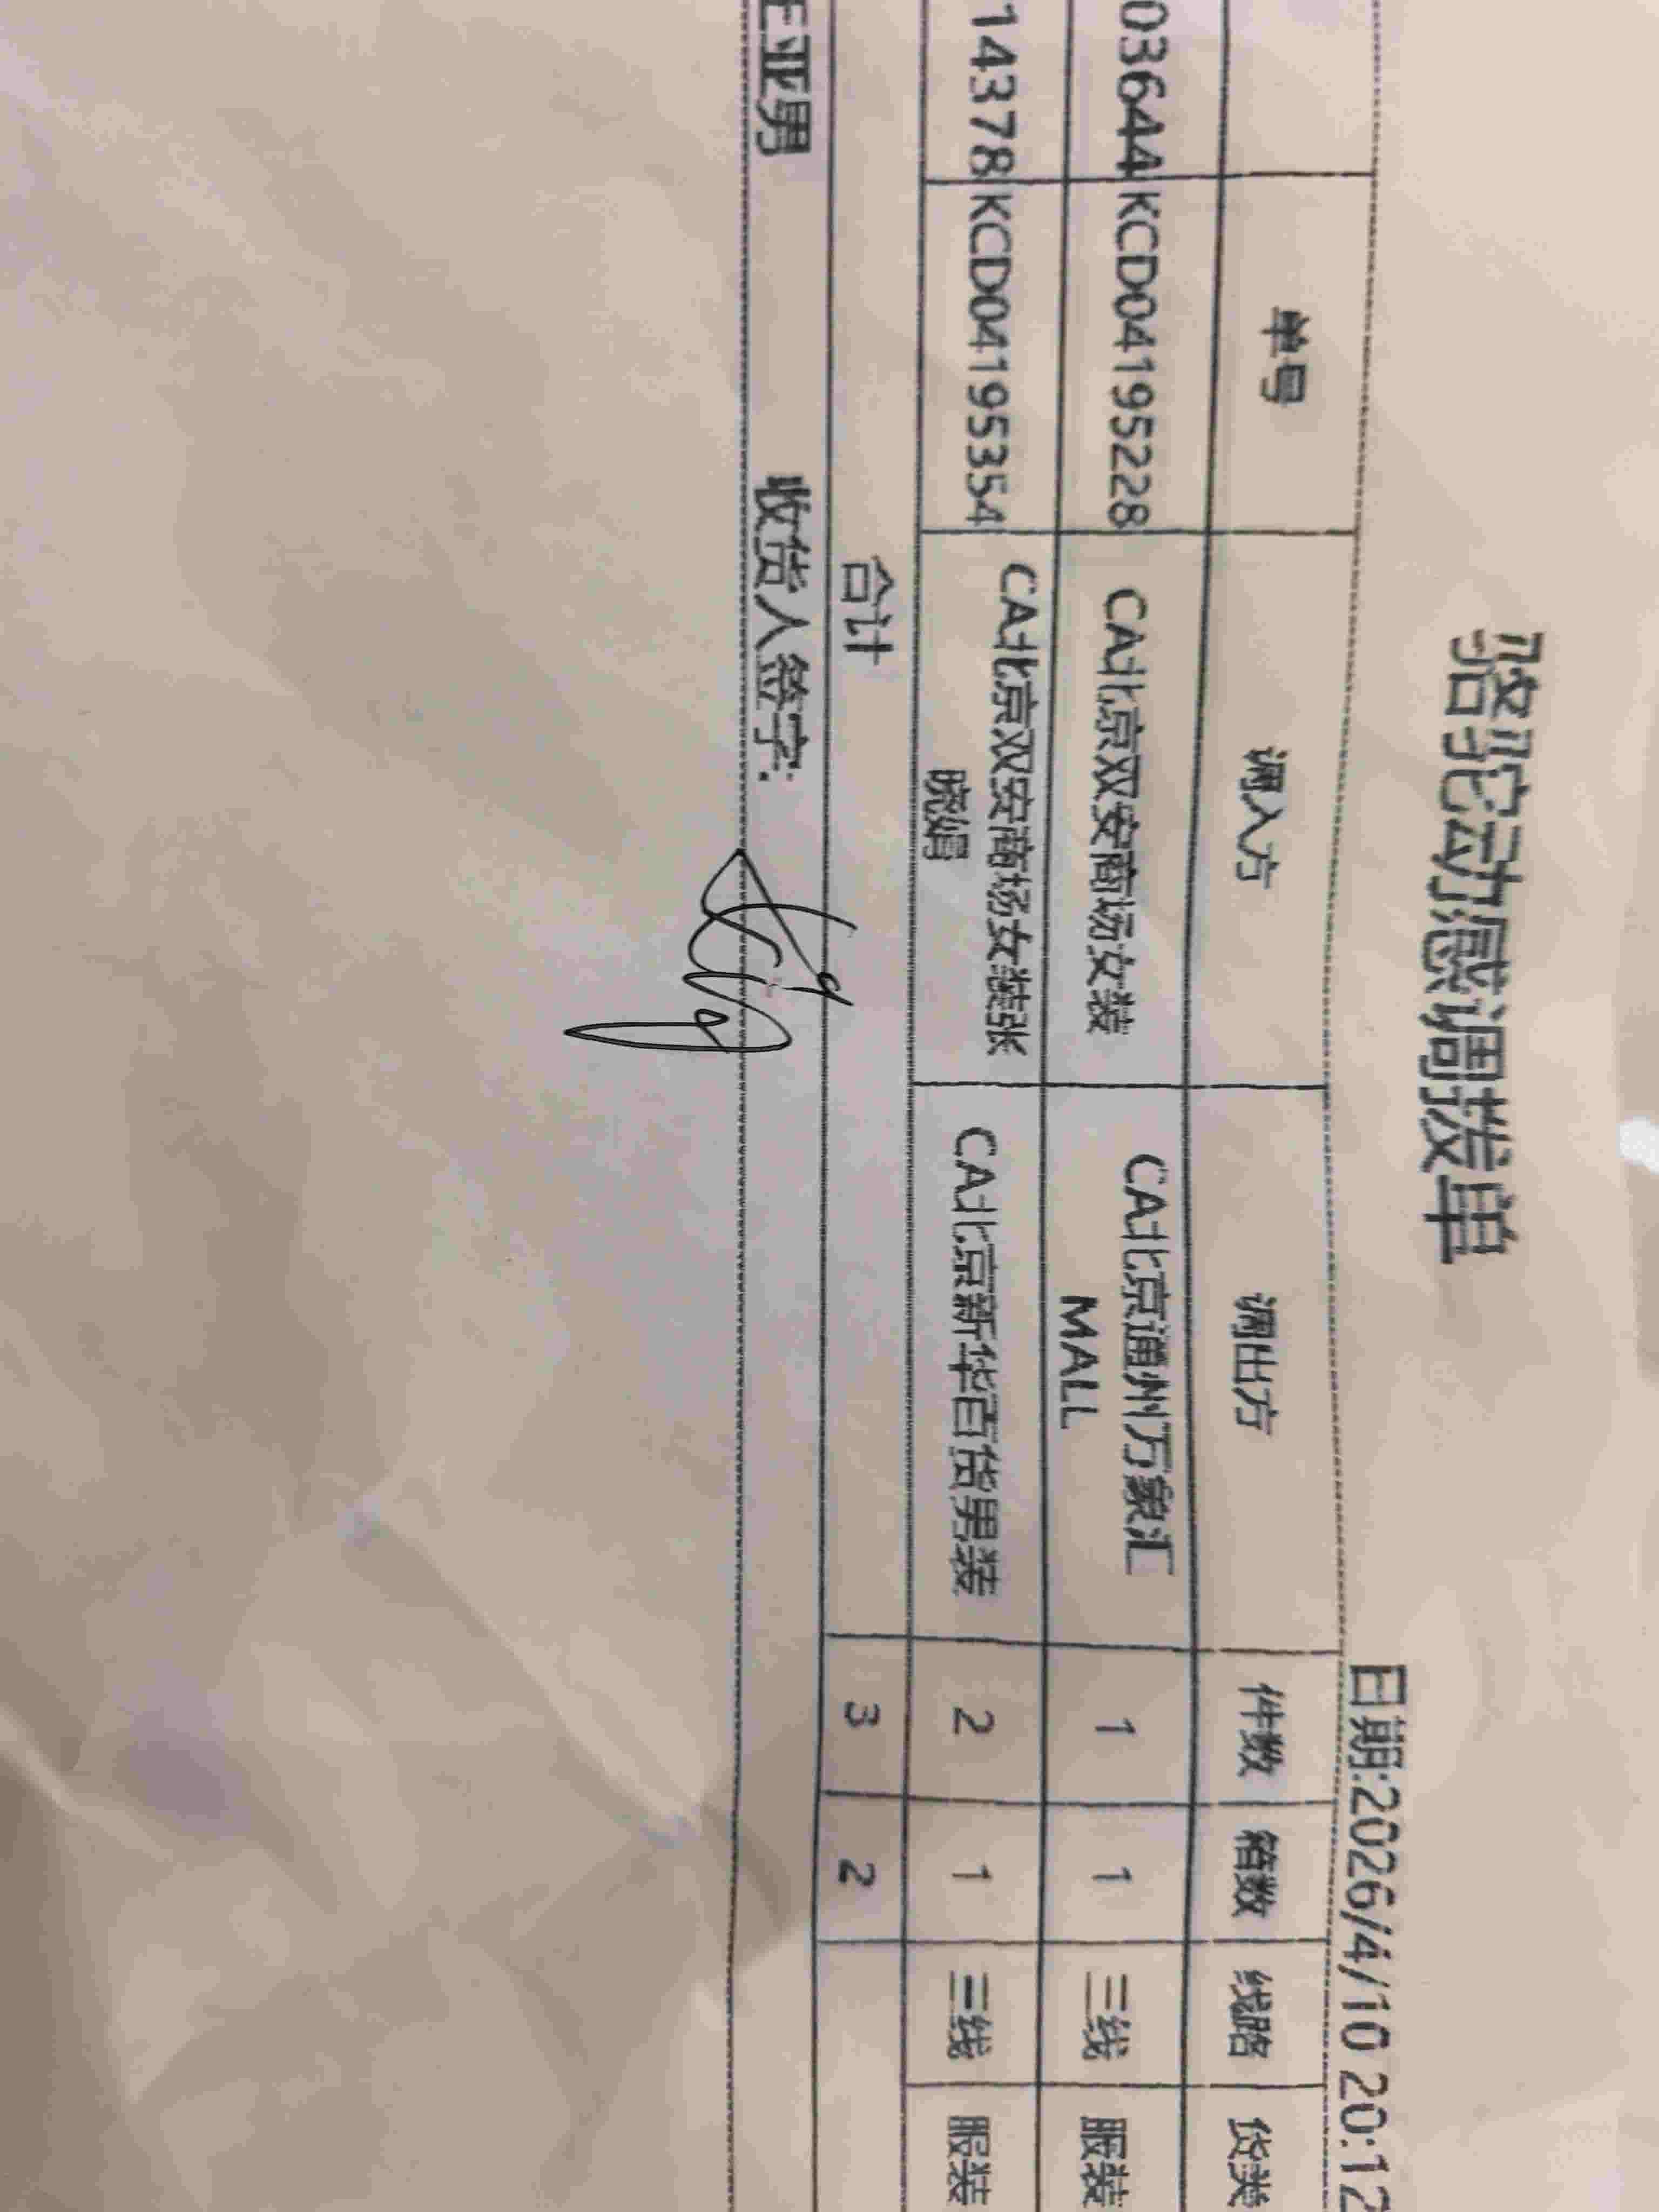 骆驼动感调拨单
日期:2026/4/10 20:12
单号 调入方 调出方 件数 箱数 线路 货类
03644 KCD04195228 CA北京双安商场女装 CA北京通州万象汇 1 1 三线 服装
MALL
14378 KCD04195354 CA北京双安商场女装张 CA北京新华百货男装 2 1 三线 服装
晓娟
合计 3 2
亚男 收货人签字: